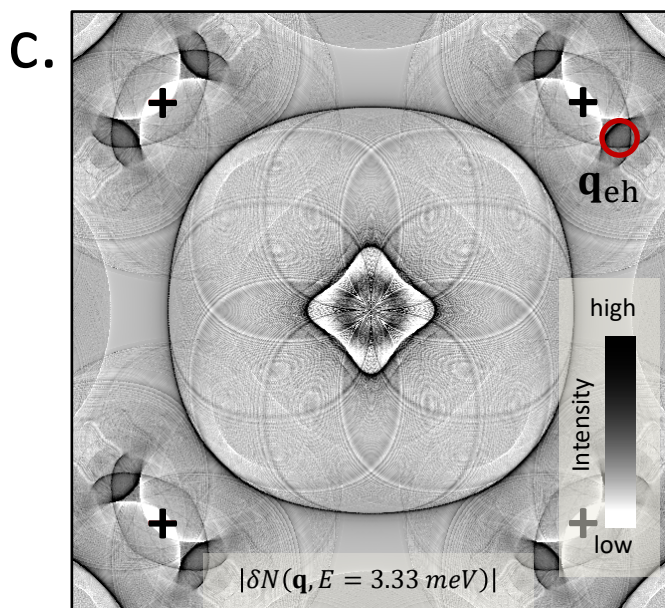 C.
q_eh
high
Intensity
low
|δN(q, E = 3.33 meV)|